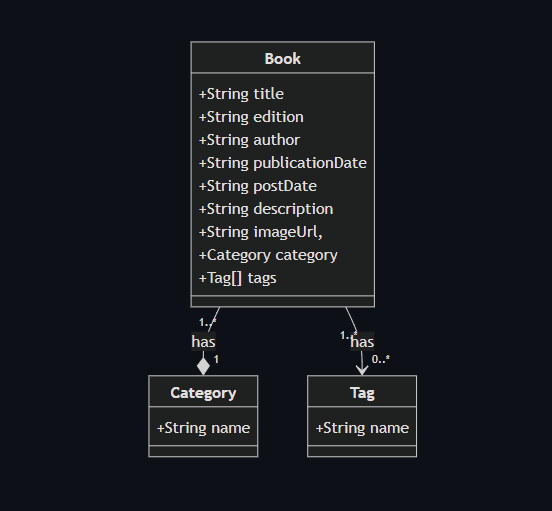 Book
+String title
+String edition
+String author
+String publicationDate
+String postDate
+String description
+String imageUrl,
+Category category
+Tag[] tags
1..*
has
1
1..*
has
0..*
Category
+String name
Tag
+String name